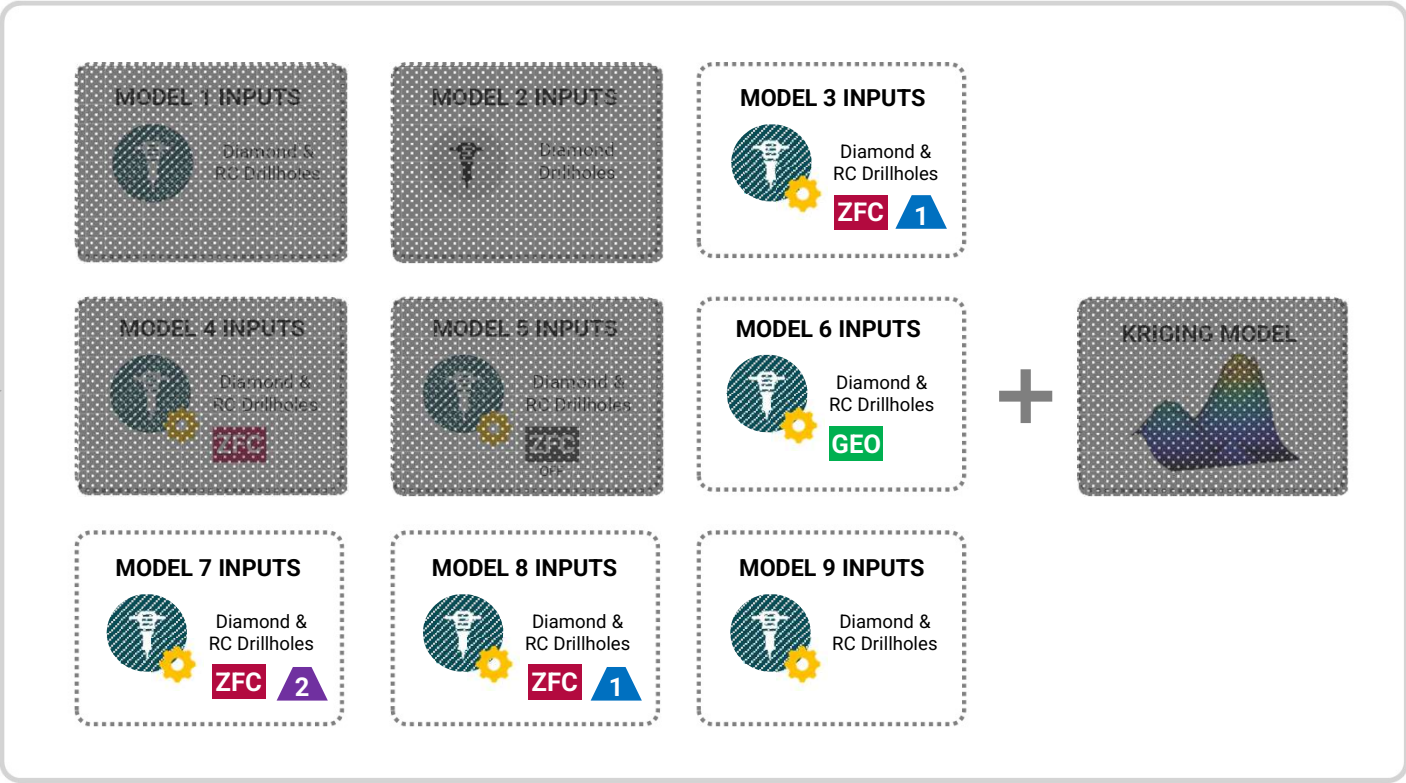 MODEL 1 INPUTS
Diamond &
RC Drillholes
MODEL 2 INPUTS
Diamond
Drillholes
MODEL 3 INPUTS
Diamond &
RC Drillholes
ZFC 1
MODEL 4 INPUTS
Diamond &
RC Drillholes
ZFC
MODEL 5 INPUTS
Diamond &
RC Drillholes
ZFC
OFF
MODEL 6 INPUTS
Diamond &
RC Drillholes
GEO
KRIGING MODEL
MODEL 7 INPUTS
Diamond &
RC Drillholes
ZFC 2
MODEL 8 INPUTS
Diamond &
RC Drillholes
ZFC 1
MODEL 9 INPUTS
Diamond &
RC Drillholes